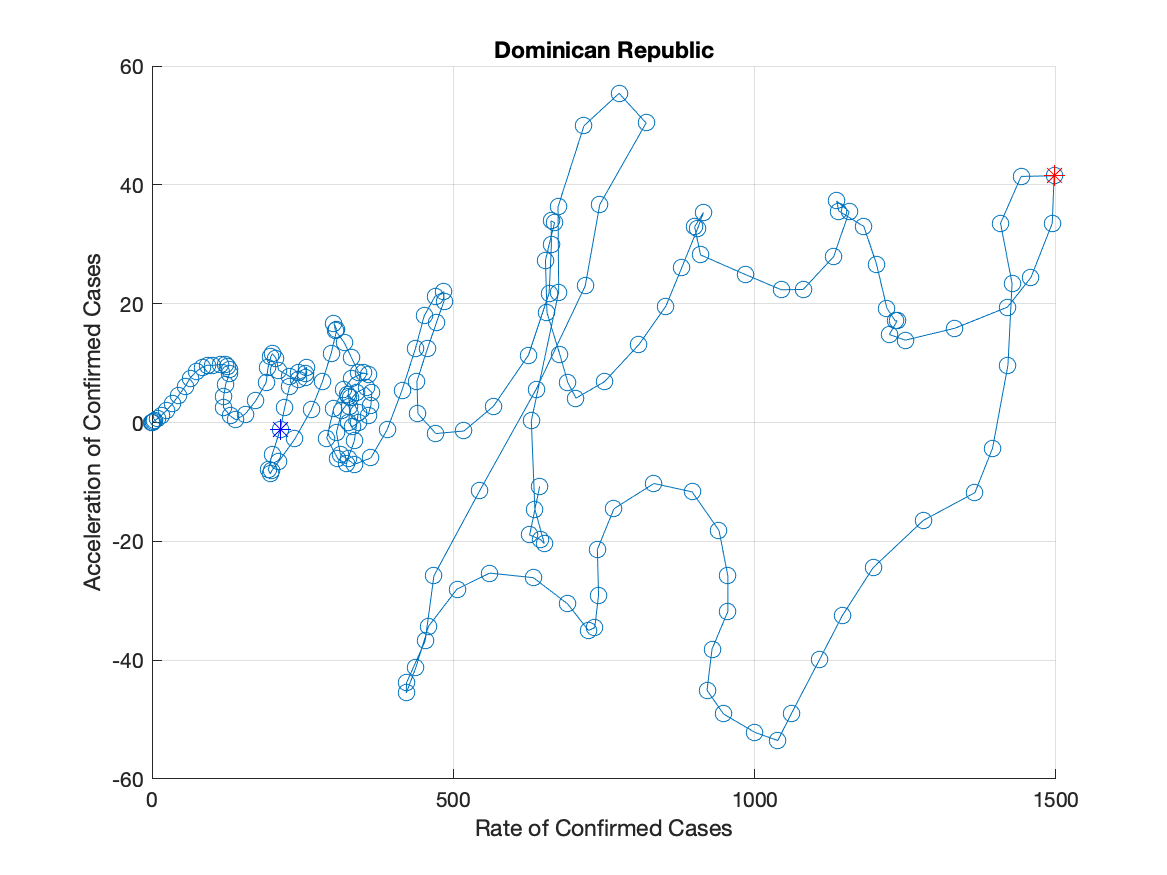 Dominican Republic
60
40
20
0
-20
-40
-60
Acceleration of Confirmed Cases
0 500 1000 1500
Rate of Confirmed Cases